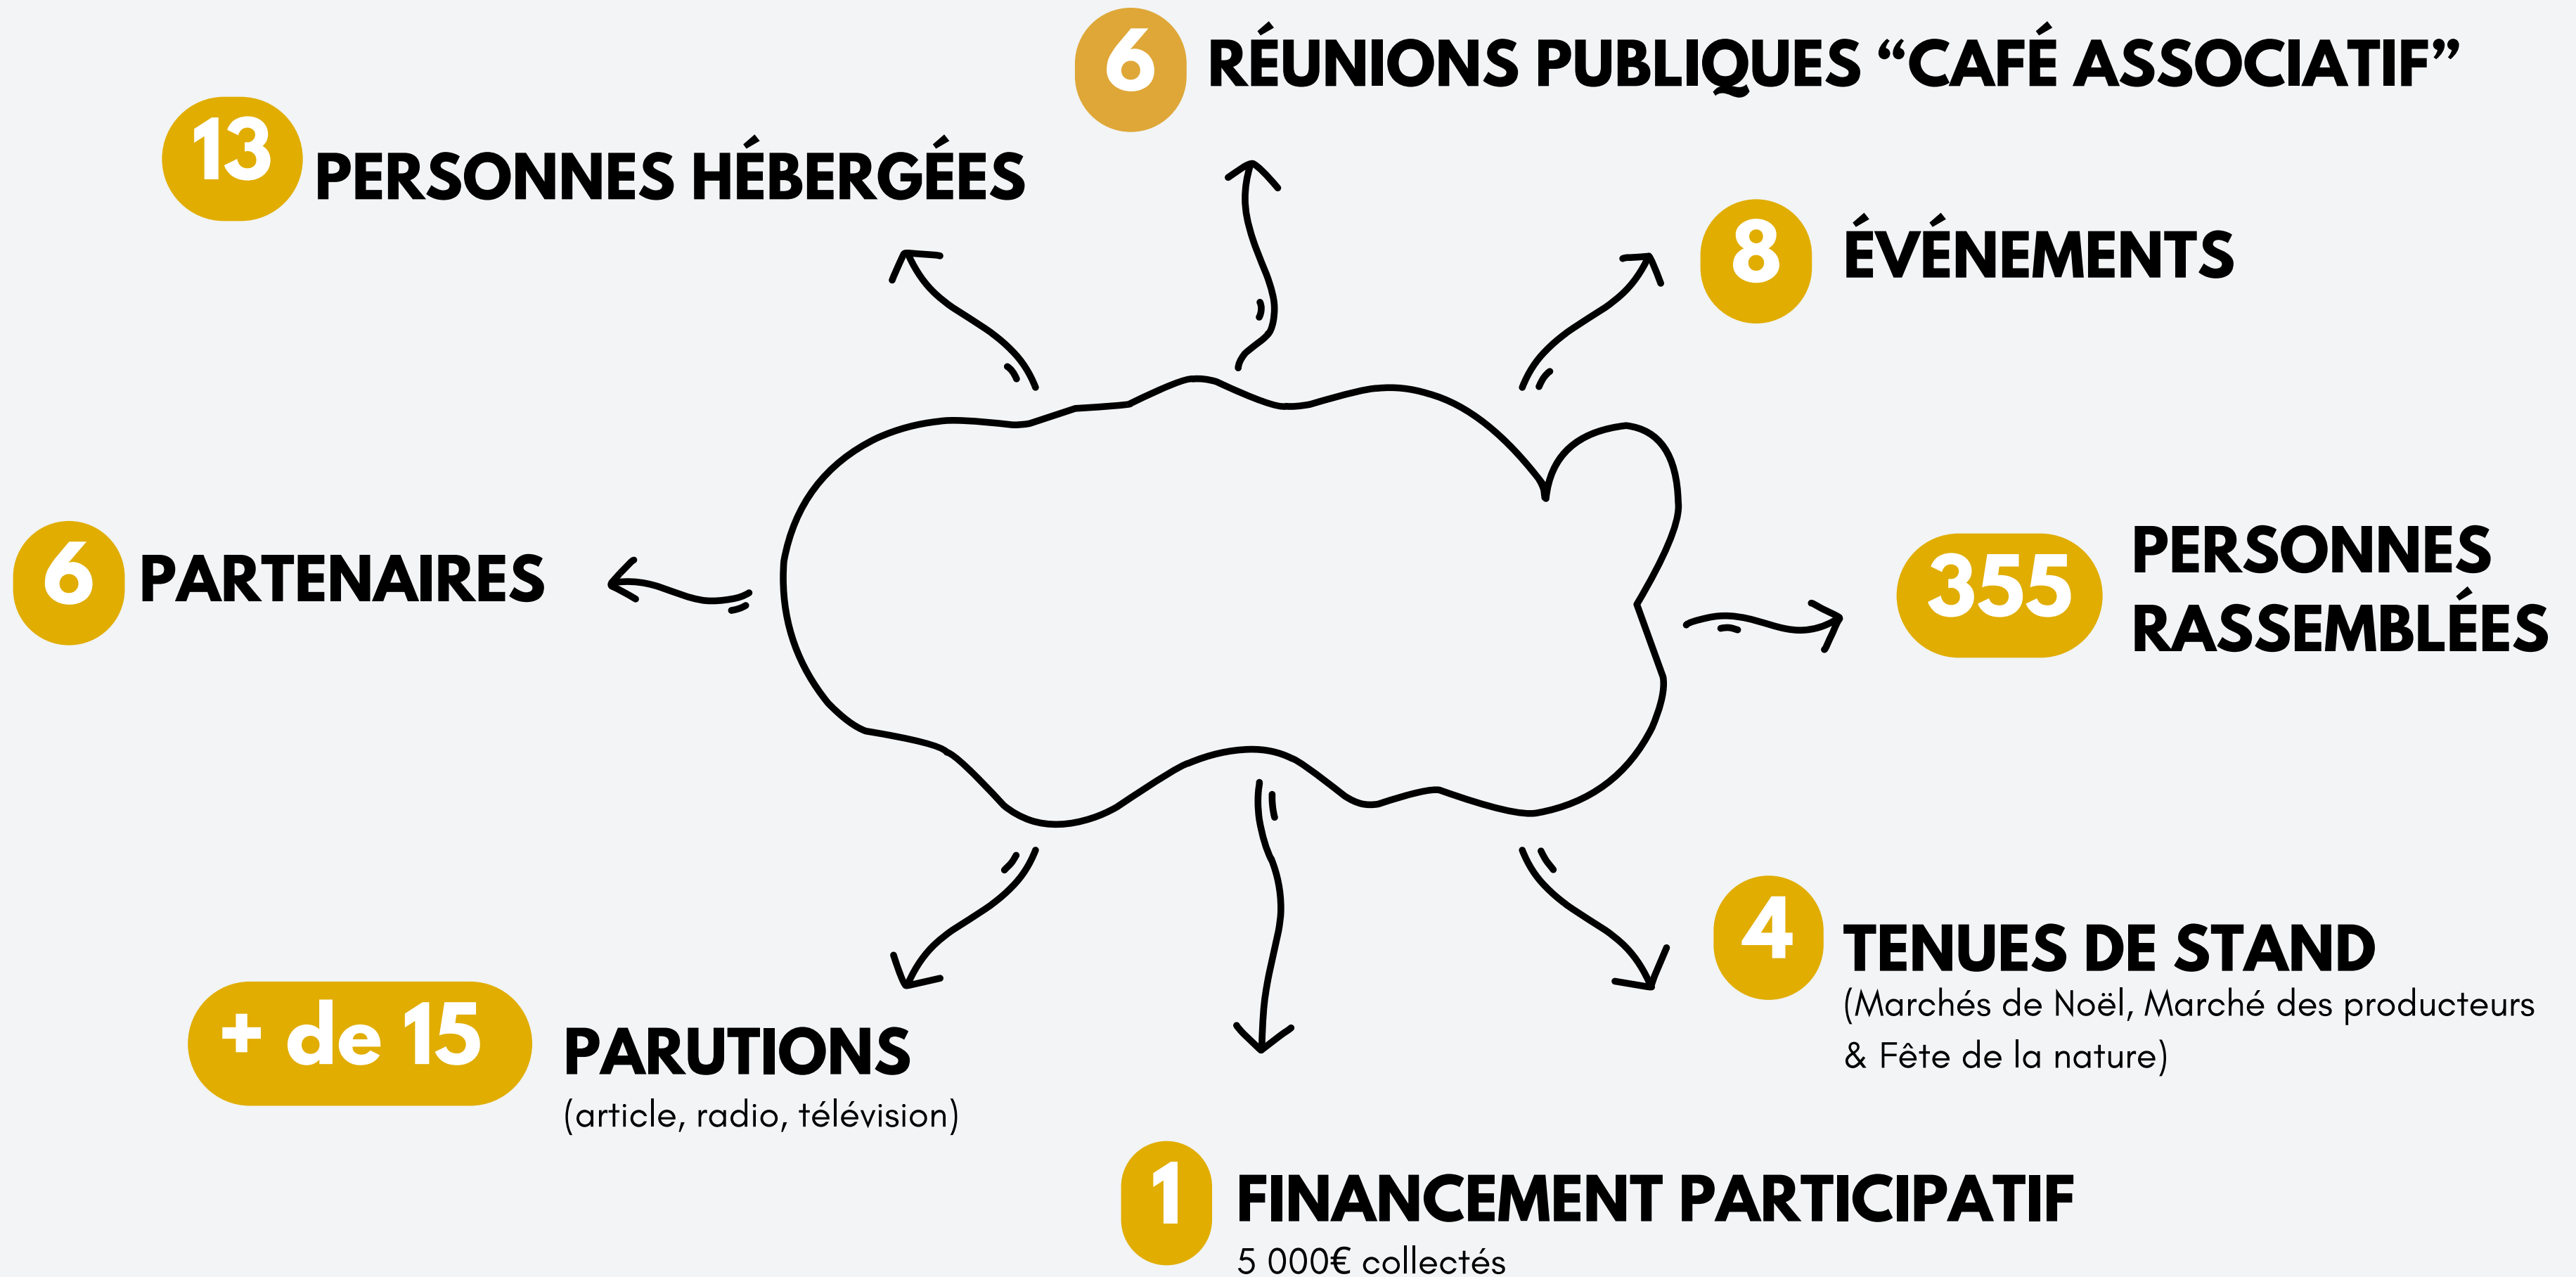 6 RÉUNIONS PUBLIQUES “CAFÉ ASSOCIATIF”
13 PERSONNES HÉBERGÉES
8 ÉVÉNEMENTS
6 PARTENAIRES
355 PERSONNES
RASSEMBLÉES
4 TENUES DE STAND
(Marchés de Noël, Marché des producteurs
& Fête de la nature)
+ de 15 PARUTIONS
(article, radio, télévision)
1 FINANCEMENT PARTICIPATIF
5 000€ collectés